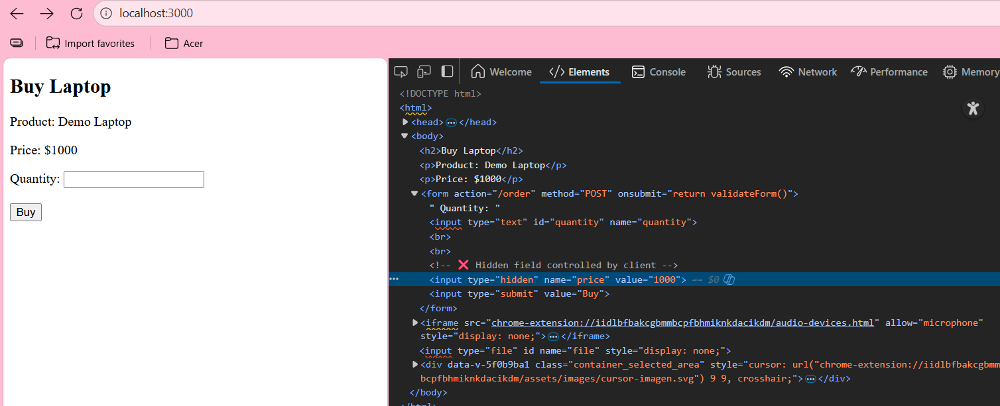 localhost:3000
Import favorites Acer
Buy Laptop
Product: Demo Laptop
Price: $1000
Quantity:
Buy
Welcome </> Elements Console Sources Network Performance Memory
<!DOCTYPE html>
<html>
<head> ••• </head>
<body>
<h2>Buy Laptop</h2>
<p>Product: Demo Laptop</p>
<p>Price: $1000</p>
<form action="/order" method="POST" onsubmit="return validateForm()">
" Quantity: "
<input type="text" id="quantity" name="quantity">
<br>
<br>
<!-- ❌ Hidden field controlled by client -->
••• <input type="hidden" name="price" value="1000"> == $0
<input type="submit" value="Buy">
</form>
<iframe src="chrome-extension://iidlbfbakcgbmmbcpfbhmiknkdacikdm/audio-devices.html" allow="microphone"
style="display: none;"> ••• </iframe>
<input type="file" id name="file" style="display: none;">
<div data-v-5f0b9ba1 class="container_selected_area" style="cursor: url("chrome-extension://iidlbfbakcgbmm
bcpfbhmiknkdacikdm/assets/images/cursor-imagen.svg") 9 9, crosshair;"> ••• </div>
</body>
</html>